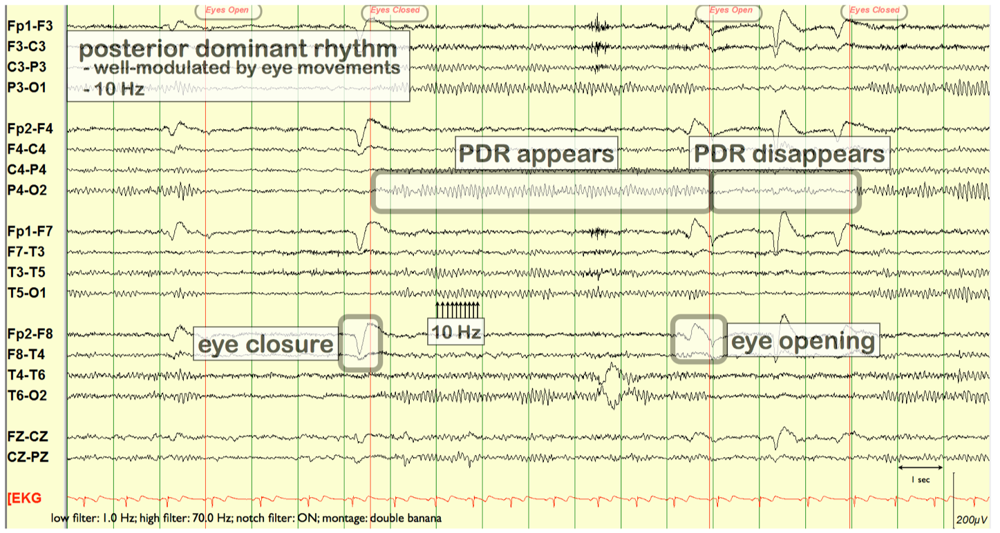 Eyes Open
Eyes Closed
Eyes Open
Eyes Closed
Fp1-F3
F3-C3
C3-P3
P3-O1
posterior dominant rhythm
- well-modulated by eye movements
- 10 Hz
Fp2-F4
F4-C4
C4-P4
P4-O2
PDR appears
PDR disappears
Fp1-F7
F7-T3
T3-T5
T5-O1
Fp2-F8
F8-T4
T4-T6
T6-O2
eye closure
10 Hz
eye opening
FZ-CZ
CZ-PZ
1 sec
[EKG
low filter: 1.0 Hz; high filter: 70.0 Hz; notch filter: ON; montage: double banana
200µV